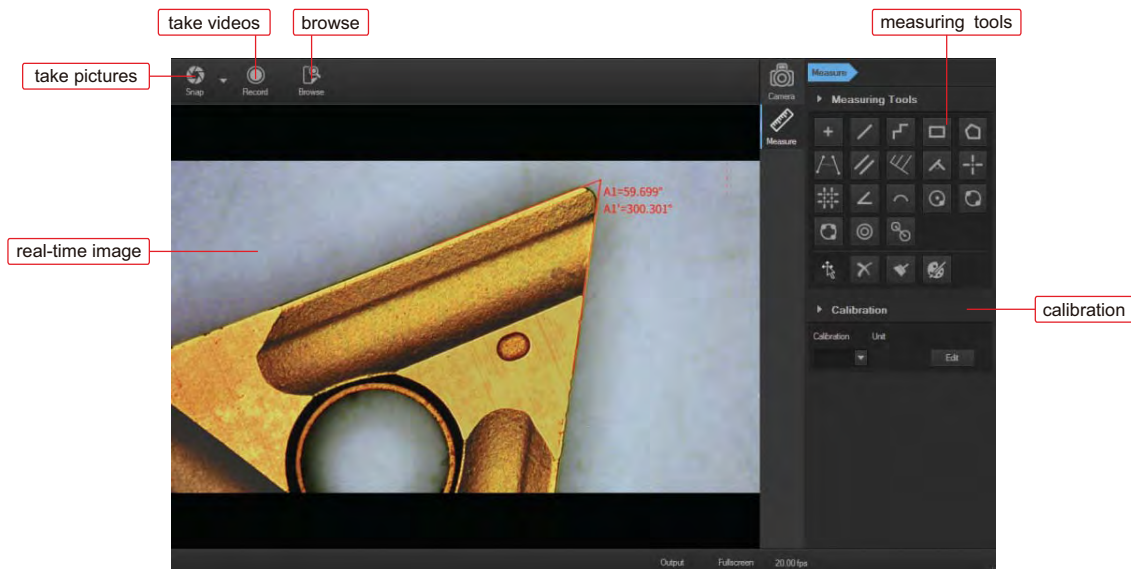 take videos
browse
measuring tools
take pictures
Snap
Record
Browse
Camera
Measure
Measure
Measuring Tools
A1=59.699°
A1'=300.301°
real-time image
Calibration
calibration
Calibration Unit
Edit
Output Fullscreen 20.00 fps